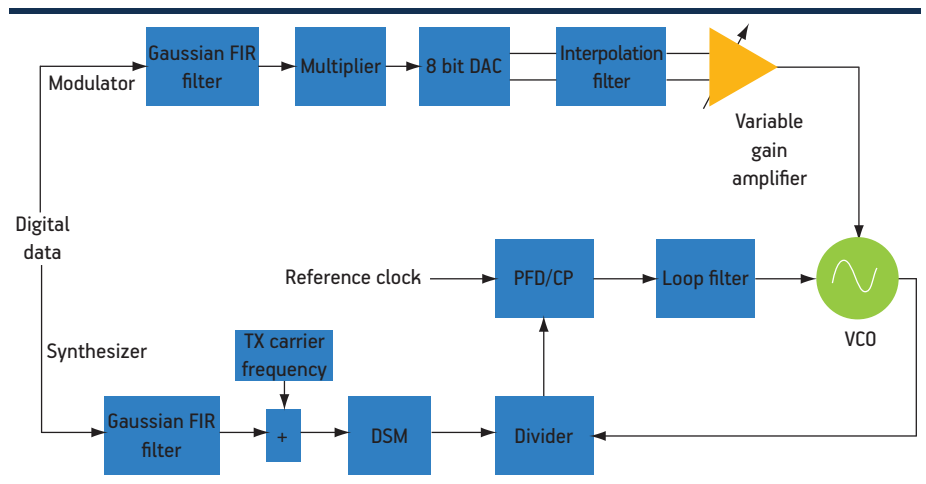 Gaussian FIR
filter
Multiplier
8 bit DAC
Interpolation
filter
Modulator
Variable
gain
amplifier
Digital
data
Reference clock
PFD/CP
Loop filter
VCO
Synthesizer
TX carrier
frequency
Gaussian FIR
filter
+
DSM
Divider